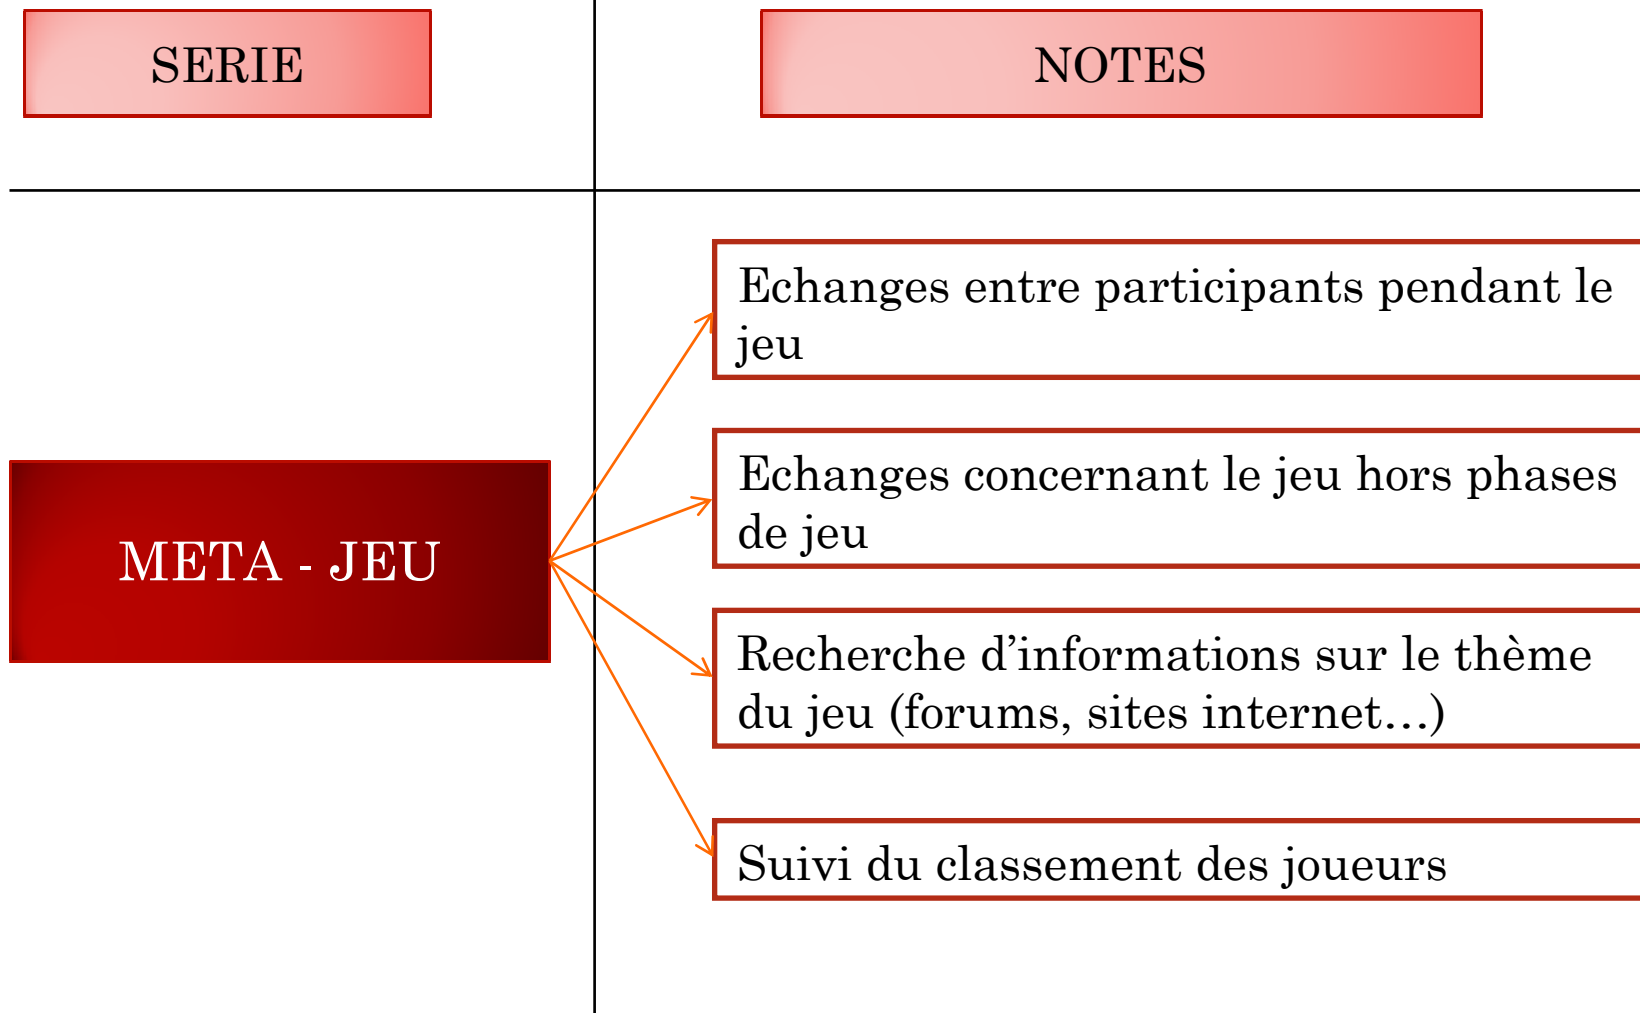 SERIE
NOTES
Echanges entre participants pendant le
jeu
Echanges concernant le jeu hors phases
de jeu
META - JEU
Recherche d’informations sur le thème
du jeu (forums, sites internet…)
Suivi du classement des joueurs